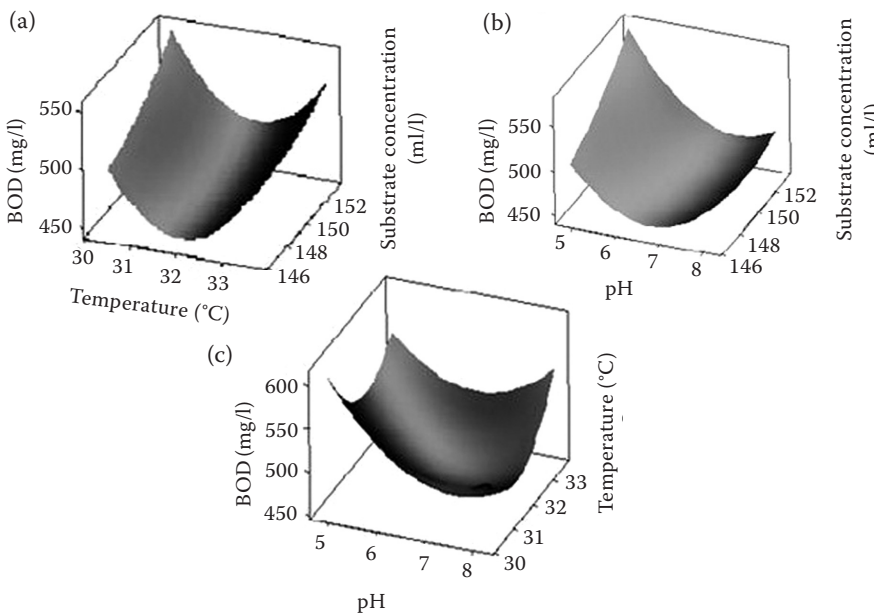 (a)
BOD (mg/l)
550
500
450
30
31
32
33
Temperature (°C)
146
148
150
152
Substrate concentration
(ml/l)
(b)
BOD (mg/l)
550
500
450
5
6
7
8
pH
146
148
150
152
Substrate concentration
(ml/l)
(c)
BOD (mg/l)
600
550
500
450
5
6
7
8
pH
30
31
32
33
Temperature (°C)